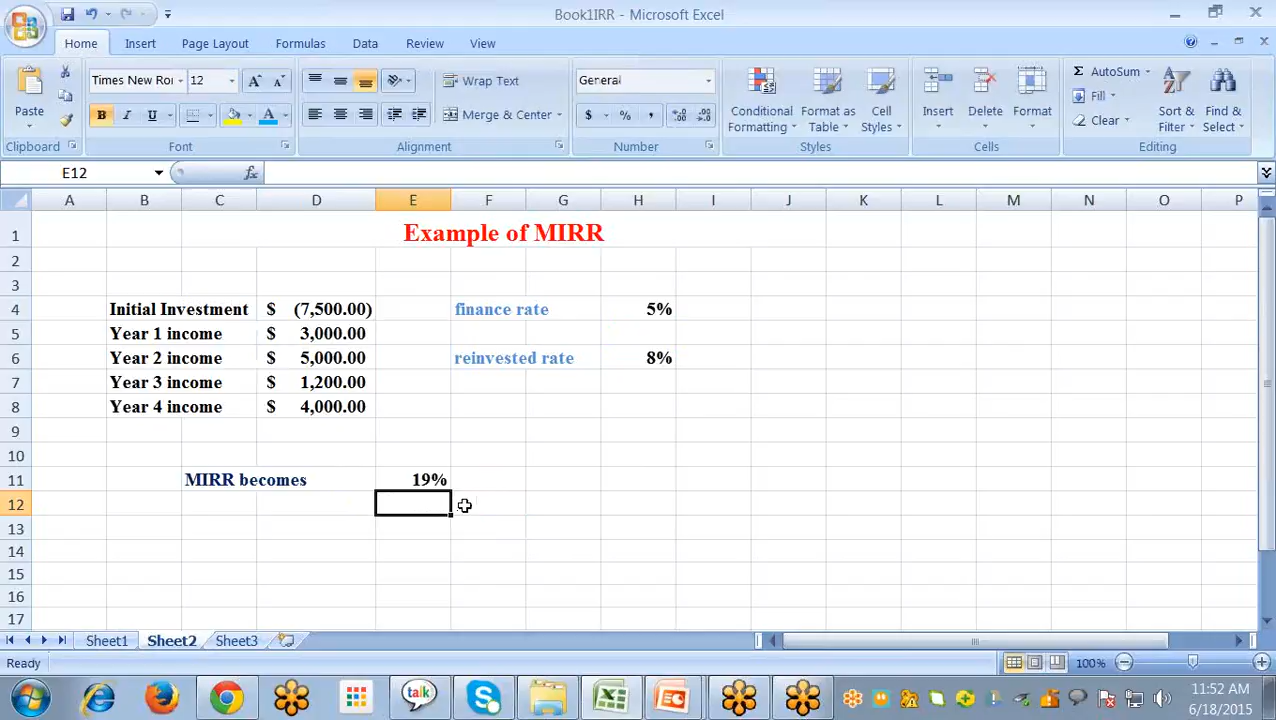 Book1IRR - Microsoft Excel
Home Insert Page Layout Formulas Data Review View
Paste
Times New Ror 12
B I U A
Wrap Text
Merge & Center
General
$ % ,
Conditional Formatting
Format as Table
Cell Styles
Insert Delete Format
Σ AutoSum
Fill
Clear
Sort & Filter
Find & Select
Clipboard Font Alignment Number Styles Cells Editing
E12 fx
A B C D E F G H I J K L M N O P
1 Example of MIRR
2
3
4 Initial Investment $ (7,500.00) finance rate 5%
5 Year 1 income $ 3,000.00
6 Year 2 income $ 5,000.00 reinvested rate 8%
7 Year 3 income $ 1,200.00
8 Year 4 income $ 4,000.00
9
10
11 MIRR becomes 19%
12
13
14
15
16
17
Sheet1 Sheet2 Sheet3
Ready 100%
talk
11:52 AM
6/18/2015